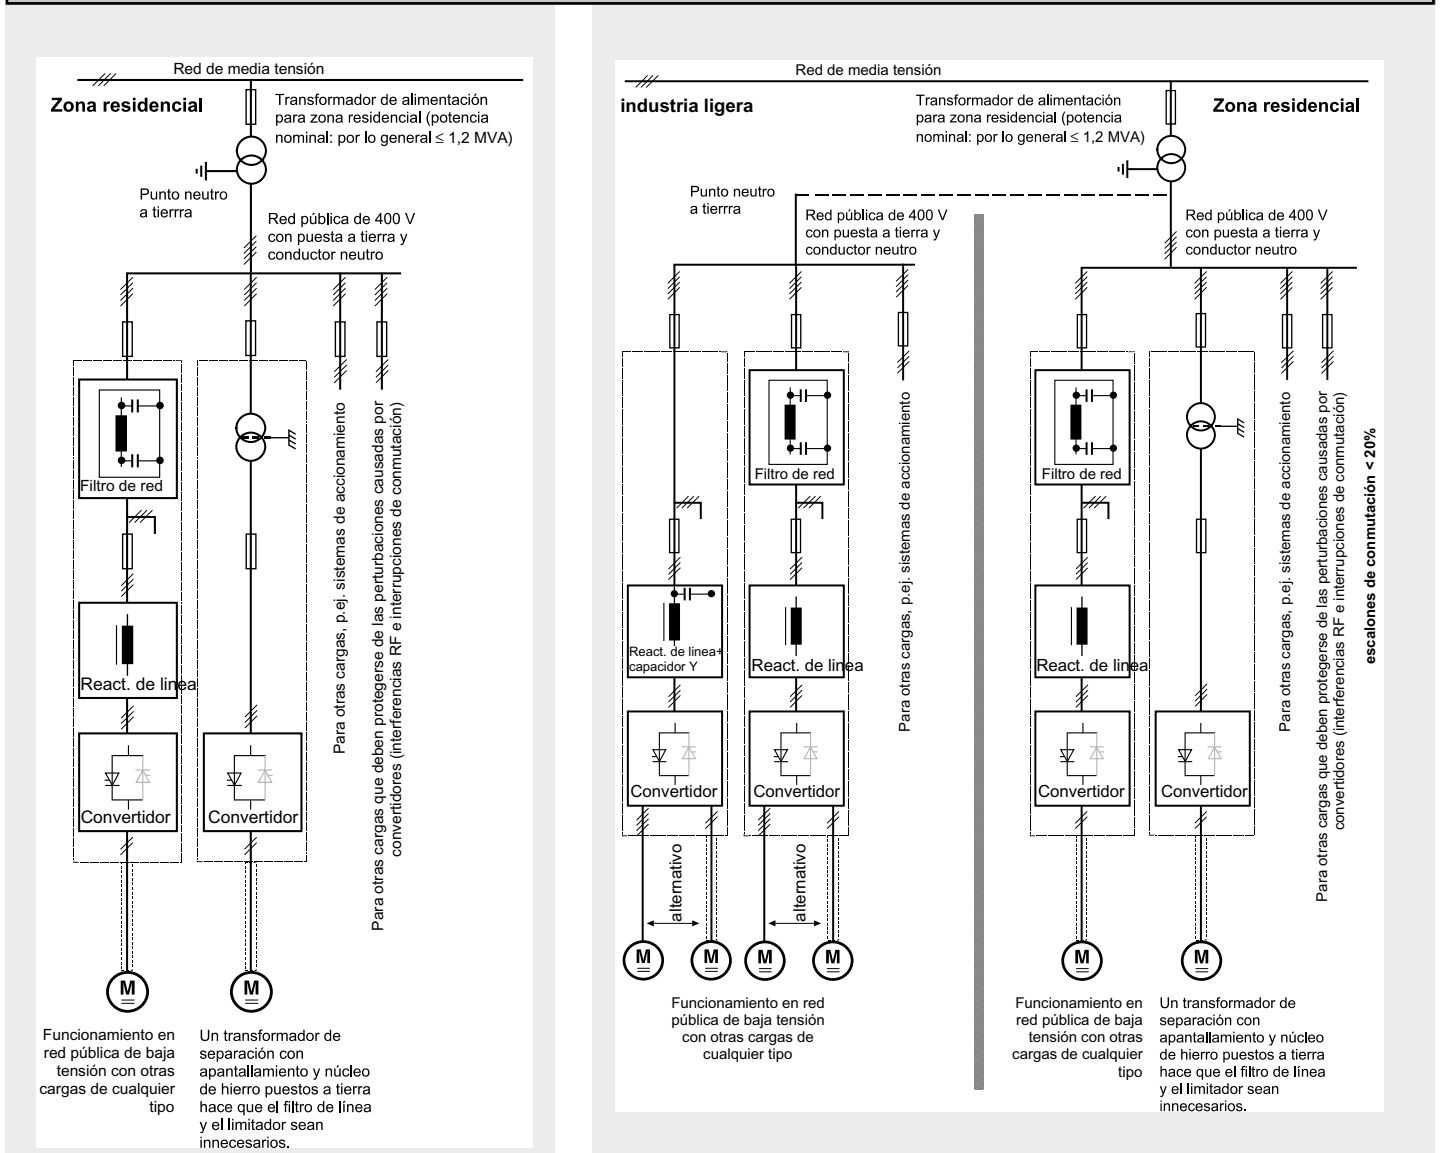 Red de media tensión
Zona residencial
Transformador de alimentación
para zona residencial (potencia
nominal: por lo general ≤ 1,2 MVA)
Punto neutro
a tierrra
Red pública de 400 V
con puesta a tierra y
conductor neutro
Filtro de red
React. de linea
Convertidor
Convertidor
Para otras cargas, p.ej. sistemas de accionamiento
Para otras cargas que deben protegerse de las perturbaciones causadas por
convertidores (interferencias RF e interrupciones de conmutación)
M
M
Funcionamiento en
red pública de baja
tensión con otras
cargas de cualquier
tipo
Un transformador de
separación con
apantallamiento y núcleo
de hierro puestos a tierra
hace que el filtro de línea
y el limitador sean
innecesarios.
Red de media tensión
industria ligera
Transformador de alimentación
para zona residencial (potencia
nominal: por lo general ≤ 1,2 MVA)
Zona residencial
Punto neutro
a tierrra
Red pública de 400 V
con puesta a tierra y
conductor neutro
Red pública de 400 V
con puesta a tierra y
conductor neutro
Filtro de red
React. de linea+
capacidor Y
React. de linea
Convertidor
Convertidor
Para otras cargas, p.ej. sistemas de accionamiento
alternativo
alternativo
M
M
M
M
Funcionamiento en red
pública de baja tensión
con otras cargas de
cualquier tipo
Filtro de red
React. de linea
Convertidor
Convertidor
Para otras cargas, p.ej. sistemas de accionamiento
Para otras cargas que deben protegerse de las perturbaciones causadas por
convertidores (interferencias RF e interrupciones de conmutación)
escalones de conmutación < 20%
M
M
Funcionamiento en
red pública de baja
tensión con otras
cargas de cualquier
tipo
Un transformador de
separación con
apantallamiento y núcleo
de hierro puestos a tierra
hace que el filtro de línea
y el limitador sean
innecesarios.